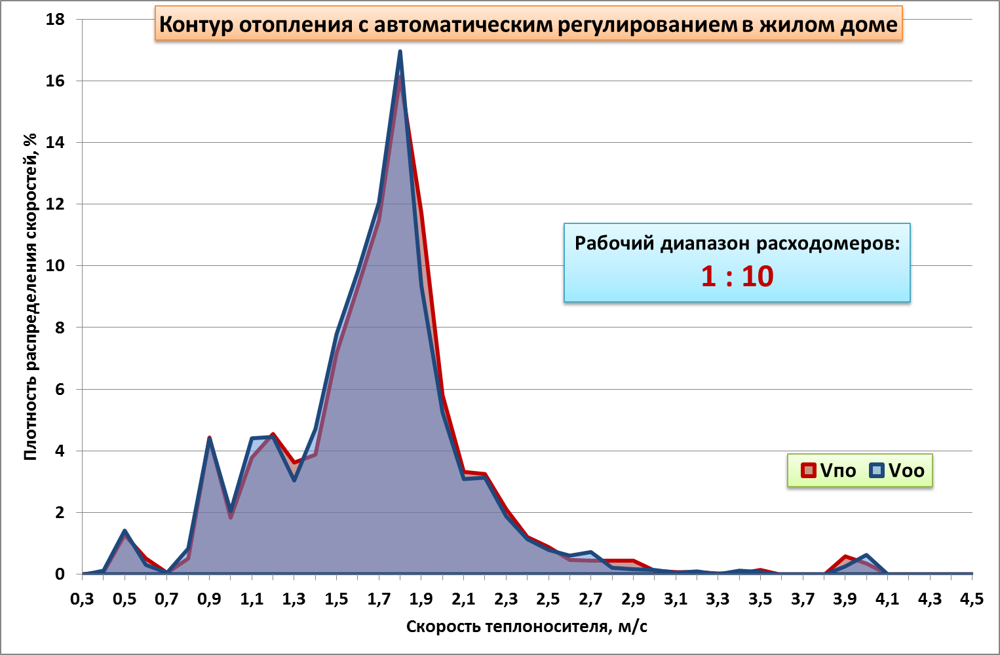 Контур отопления с автоматическим регулированием в жилом доме
Плотность распределения скоростей, %
18
16
14
12
10
8
6
4
2
0
Рабочий диапазон расходомеров:
1 : 10
Vпо Vоо
0,3 0,5 0,7 0,9 1,1 1,3 1,5 1,7 1,9 2,1 2,3 2,5 2,7 2,9 3,1 3,3 3,5 3,7 3,9 4,1 4,3 4,5
Скорость теплоносителя, м/с